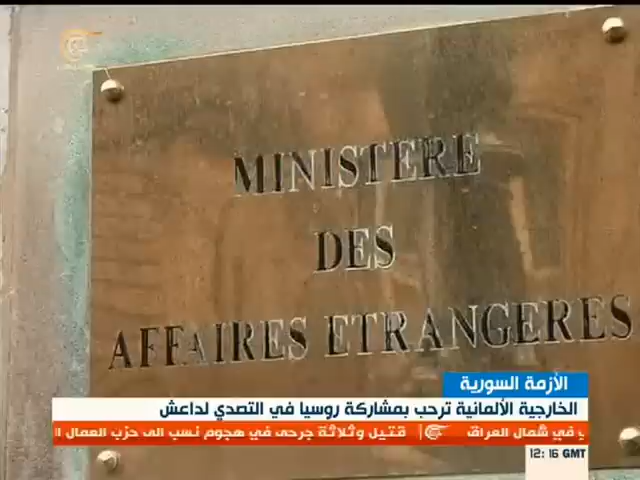 MINISTERE
DES
AFFAIRES ETRANGERES
الأزمة السورية
الخارجية الألمانية ترحب بمشاركة روسيا في التصدي لداعش
في شمال العراق قتيل وثلاثة جرحى في هجوم نسب الى حزب العمال
12:16 GMT